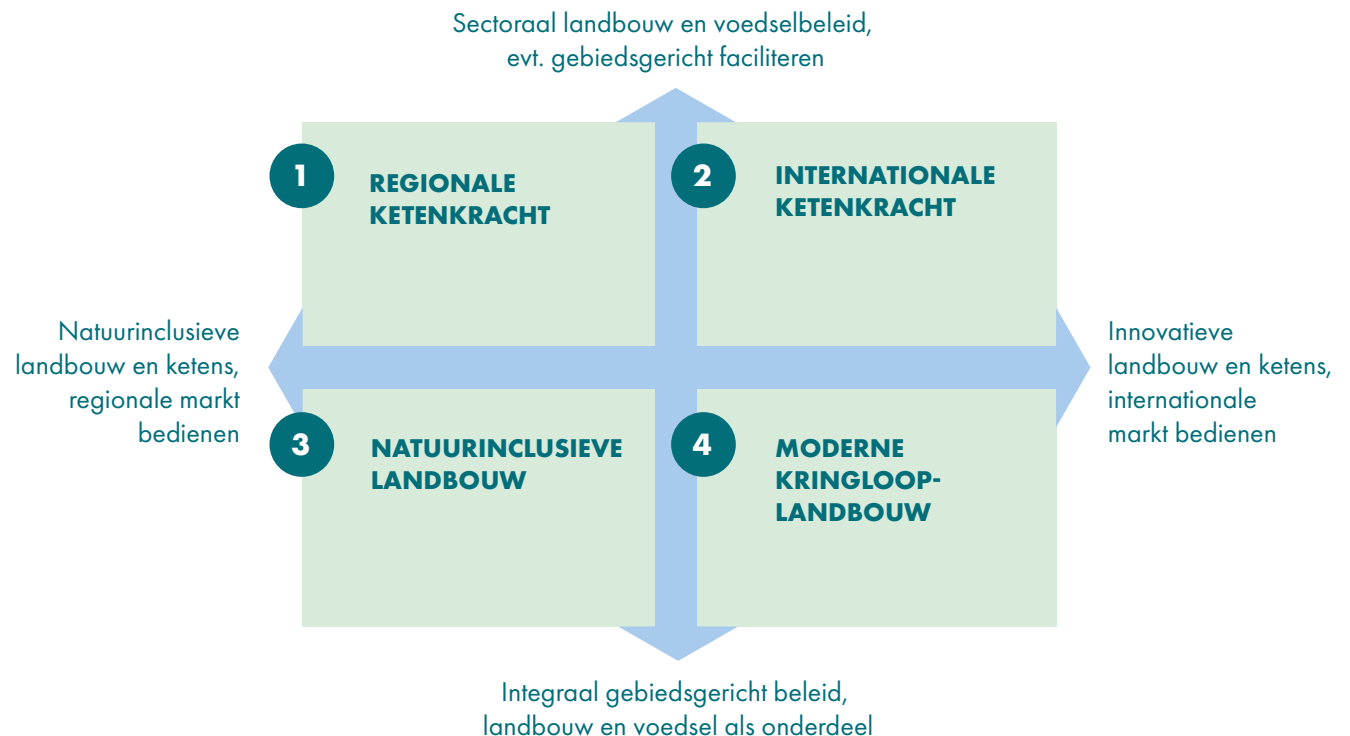 Sectoraal landbouw en voedselbeleid,
evt. gebiedsgericht faciliteren
1
REGIONALE
KETENKRACHT
2
INTERNATIONALE
KETENKRACHT
Natuurinclusieve
landbouw en ketens,
regionale markt
bedienen
Innovatieve
landbouw en ketens,
internationale
markt bedienen
3
NATUURINCLUSIEVE
LANDBOUW
4
MODERNE
KRINGLOOP-
LANDBOUW
Integraal gebiedsgericht beleid,
landbouw en voedsel als onderdeel